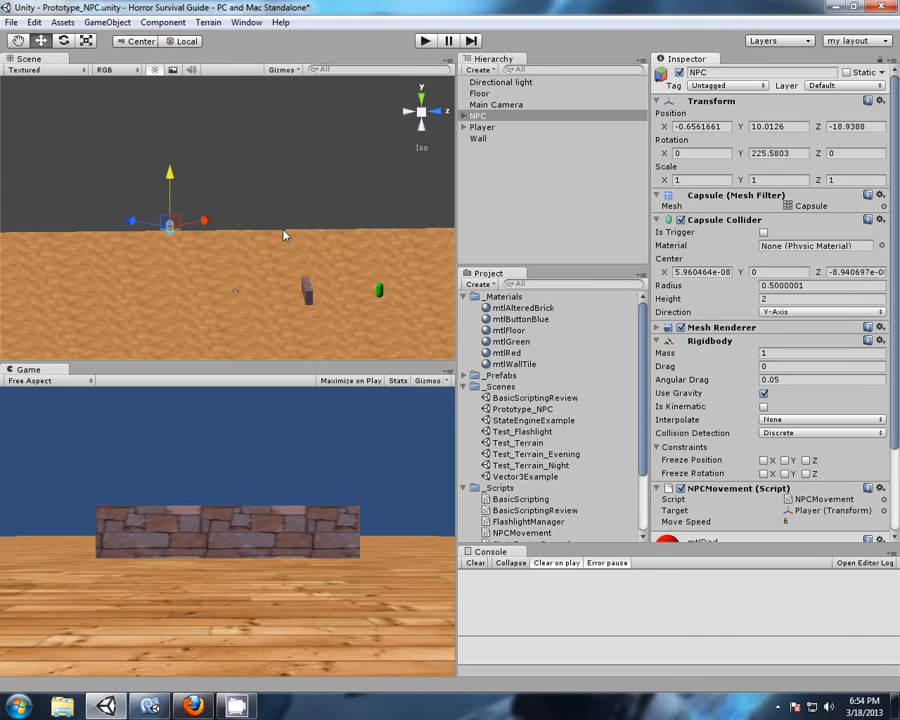 Unity - Prototype_NPC.unity - Horror Survival Guide - PC and Mac Standalone*
File Edit Assets GameObject Component Terrain Window Help
Center Local Layers my layout
Scene
Textured RGB Gizmos All
y
z
Iso
Game
Free Aspect Maximize on Play Stats Gizmos
Hierarchy
Create All
Directional light
Floor
Main Camera
NPC
Player
Wall
Project
Create
_Materials
mtlAlteredBrick
mtlButtonBlue
mtlFloor
mtlGreen
mtlRed
mtlWallTile
_Prefabs
_Scenes
BasicScriptingReview
Prototype_NPC
StateEngineExample
Test_Flashlight
Test_Terrain
Test_Terrain_Evening
Test_Terrain_Night
Vector3Example
_Scripts
BasicScripting
BasicScriptingReview
FlashlightManager
NPCMovement
Console
Clear Collapse Clear on play Error pause Open Editor Log
Inspector
NPC Static
Tag Untagged Layer Default
Transform
Position
X -0.6561661 Y 10.0126 Z -18.9388
Rotation
X 0 Y 225.5803 Z 0
Scale
X 1 Y 1 Z 1
Capsule (Mesh Filter)
Mesh Capsule
Capsule Collider
Is Trigger
Material None (Physic Material)
Center
X 5.960464e-08 Y 0 Z -8.940697e-0
Radius 0.5000001
Height 2
Direction Y-Axis
Mesh Renderer
Rigidbody
Mass 1
Drag 0
Angular Drag 0.05
Use Gravity
Is Kinematic
Interpolate None
Collision Detection Discrete
Constraints
Freeze Position X Y Z
Freeze Rotation X Y Z
NPCMovement (Script)
Script NPCMovement
Target Player (Transform)
Move Speed 6
6:54 PM
3/18/2013